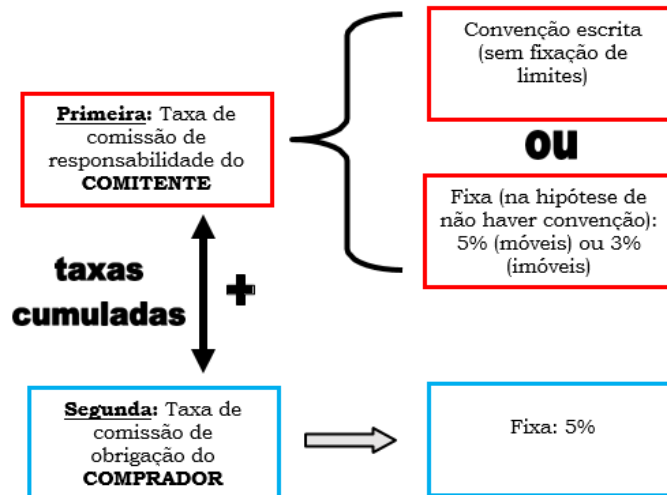 Convenção escrita
(sem fixação de
limites)
Primeira: Taxa de
comissão de
responsabilidade do
COMITENTE
ou
Fixa (na hipótese de
não haver convenção):
5% (móveis) ou 3%
(imóveis)
taxas
cumuladas
+
Segunda: Taxa de
comissão de
obrigação do
COMPRADOR
Fixa: 5%